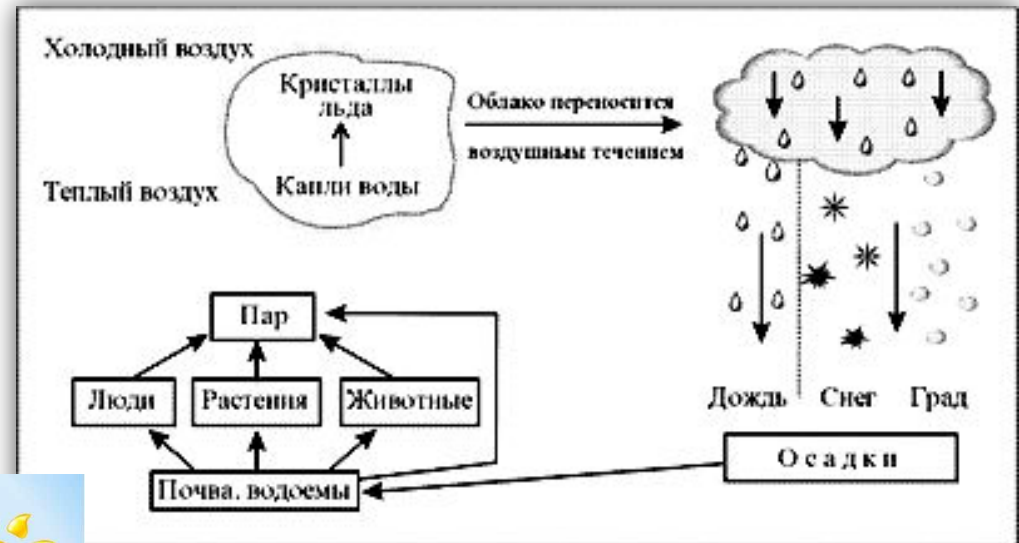 Холодный воздух
Кристаллы
льда
Облако переносится
воздушным течением
Теплый воздух
Капли воды
Пар
Люди
Растения
Животные
Дождь
Снег
Град
Осадки
Почва. водоемы